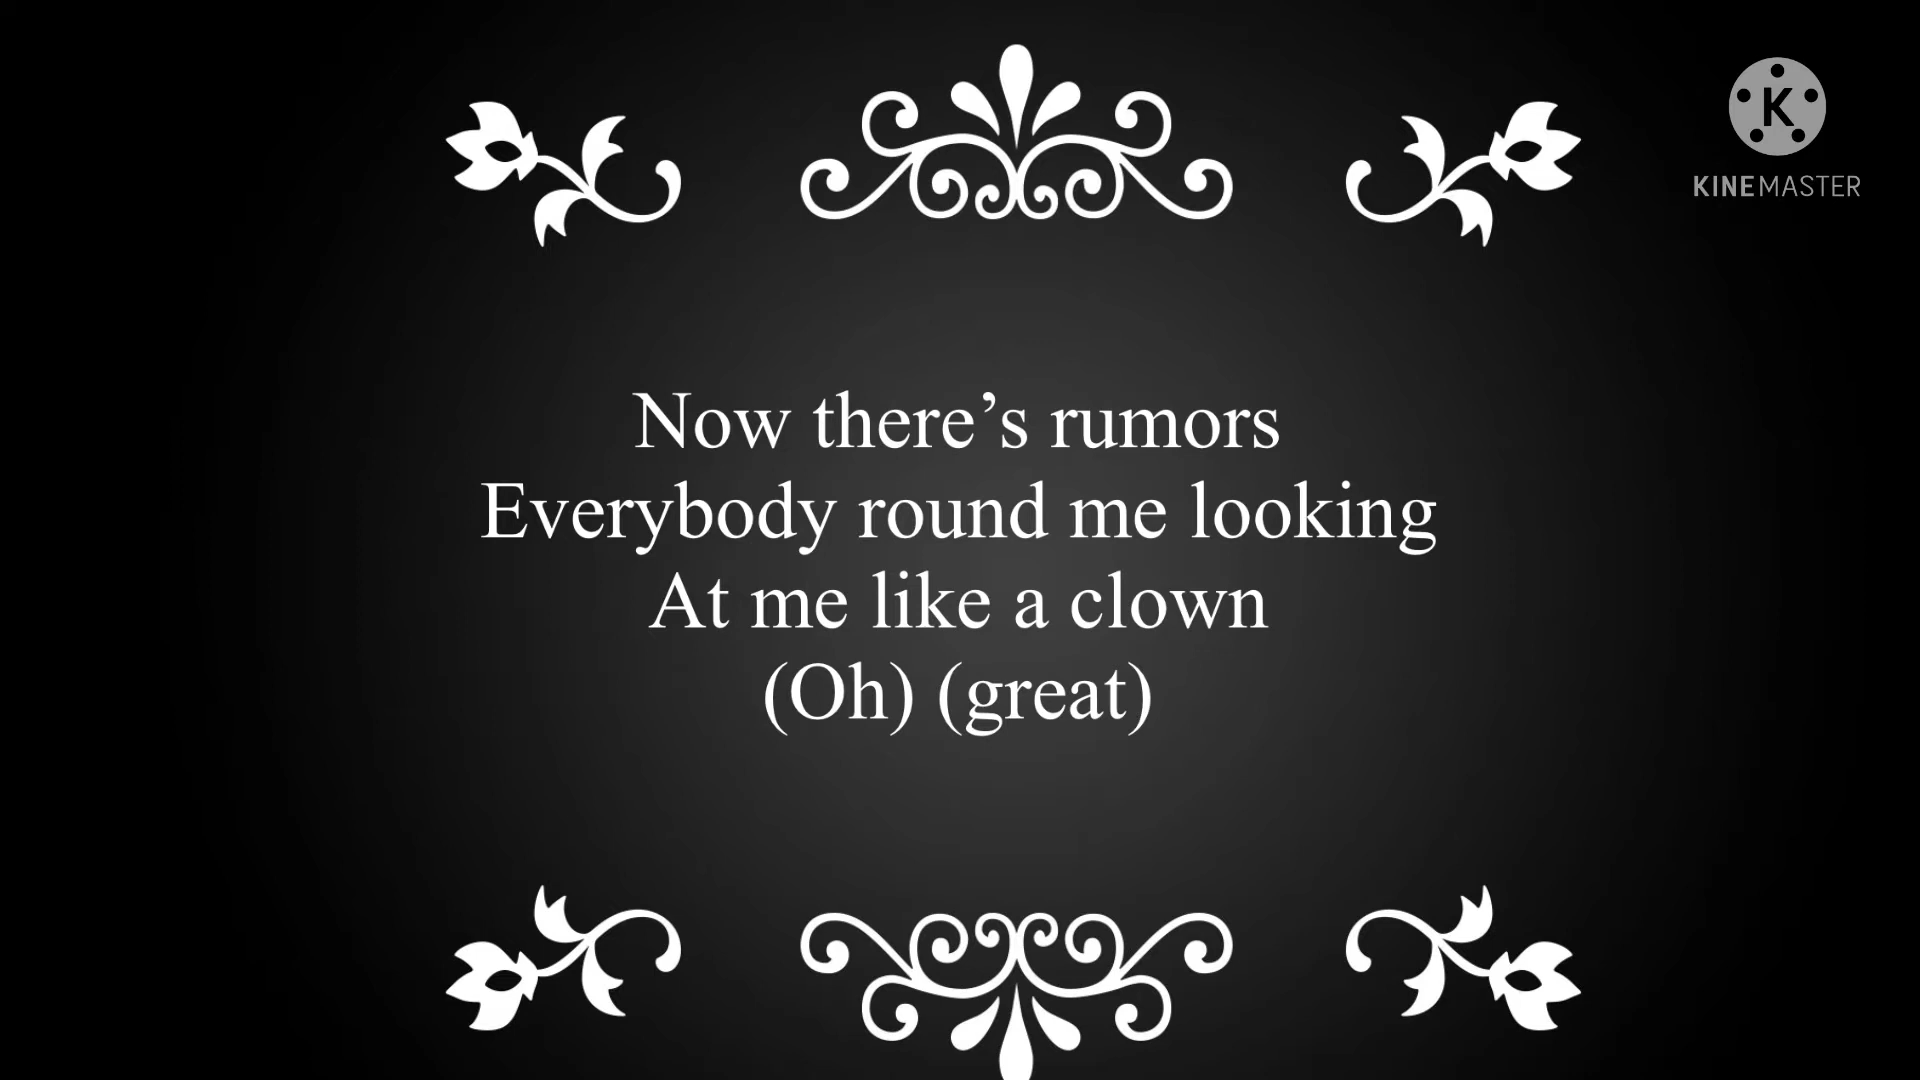 K
KINEMASTER
Now there’s rumors
Everybody round me looking
At me like a clown
(Oh) (great)